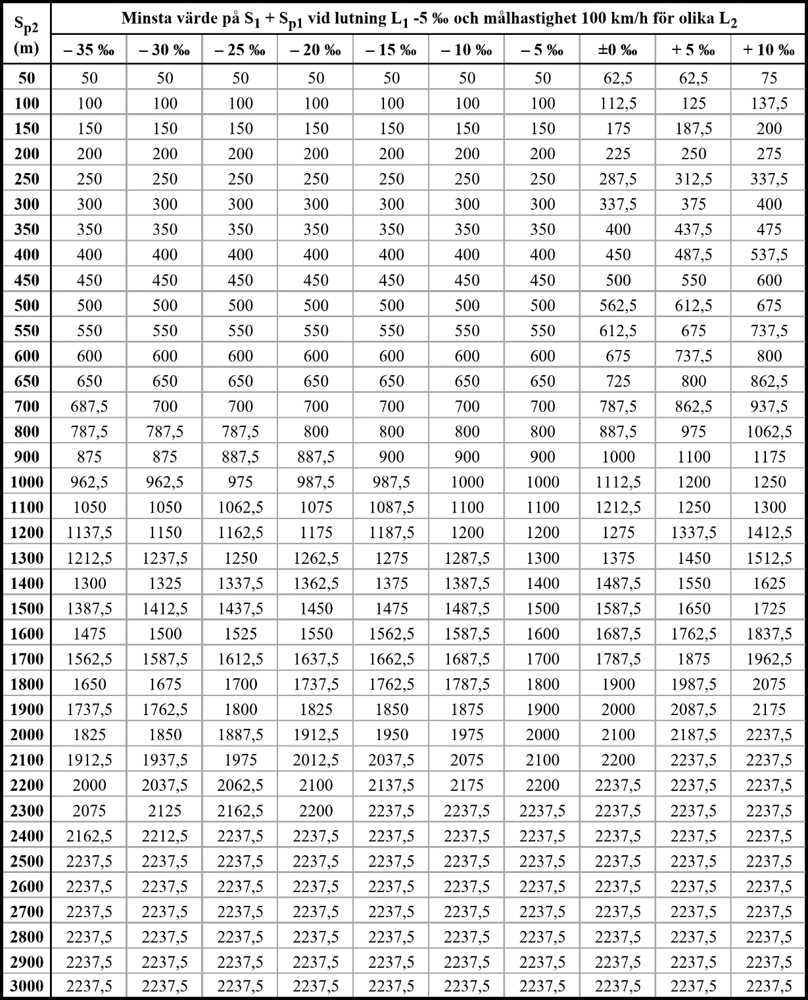 S_p2 (m) Minsta värde på S_1 + S_p1 vid lutning L_1 -5 ‰ och målhastighet 100 km/h för olika L_2
– 35 ‰ – 30 ‰ – 25 ‰ – 20 ‰ – 15 ‰ – 10 ‰ – 5 ‰ ±0 ‰ + 5 ‰ + 10 ‰
50 50 50 50 50 50 50 50 62,5 62,5 75
100 100 100 100 100 100 100 100 112,5 125 137,5
150 150 150 150 150 150 150 150 175 187,5 200
200 200 200 200 200 200 200 200 225 250 275
250 250 250 250 250 250 250 250 287,5 312,5 337,5
300 300 300 300 300 300 300 300 337,5 375 400
350 350 350 350 350 350 350 350 400 437,5 475
400 400 400 400 400 400 400 400 450 487,5 537,5
450 450 450 450 450 450 450 450 500 550 600
500 500 500 500 500 500 500 500 562,5 612,5 675
550 550 550 550 550 550 550 550 612,5 675 737,5
600 600 600 600 600 600 600 600 675 737,5 800
650 650 650 650 650 650 650 650 725 800 862,5
700 687,5 700 700 700 700 700 700 787,5 862,5 937,5
800 787,5 787,5 787,5 800 800 800 800 887,5 975 1062,5
900 875 875 887,5 887,5 900 900 900 1000 1100 1175
1000 962,5 962,5 975 987,5 987,5 1000 1000 1112,5 1200 1250
1100 1050 1050 1062,5 1075 1087,5 1100 1100 1212,5 1250 1300
1200 1137,5 1150 1162,5 1175 1187,5 1200 1200 1275 1337,5 1412,5
1300 1212,5 1237,5 1250 1262,5 1275 1287,5 1300 1375 1450 1512,5
1400 1300 1325 1337,5 1362,5 1375 1387,5 1400 1487,5 1550 1625
1500 1387,5 1412,5 1437,5 1450 1475 1487,5 1500 1587,5 1650 1725
1600 1475 1500 1525 1550 1562,5 1587,5 1600 1687,5 1762,5 1837,5
1700 1562,5 1587,5 1612,5 1637,5 1662,5 1687,5 1700 1787,5 1875 1962,5
1800 1650 1675 1700 1737,5 1762,5 1787,5 1800 1900 1987,5 2075
1900 1737,5 1762,5 1800 1825 1850 1875 1900 2000 2087,5 2175
2000 1825 1850 1887,5 1912,5 1950 1975 2000 2100 2187,5 2237,5
2100 1912,5 1937,5 1975 2012,5 2037,5 2075 2100 2200 2237,5 2237,5
2200 2000 2037,5 2062,5 2100 2137,5 2175 2200 2237,5 2237,5 2237,5
2300 2075 2125 2162,5 2200 2237,5 2237,5 2237,5 2237,5 2237,5 2237,5
2400 2162,5 2212,5 2237,5 2237,5 2237,5 2237,5 2237,5 2237,5 2237,5 2237,5
2500 2237,5 2237,5 2237,5 2237,5 2237,5 2237,5 2237,5 2237,5 2237,5 2237,5
2600 2237,5 2237,5 2237,5 2237,5 2237,5 2237,5 2237,5 2237,5 2237,5 2237,5
2700 2237,5 2237,5 2237,5 2237,5 2237,5 2237,5 2237,5 2237,5 2237,5 2237,5
2800 2237,5 2237,5 2237,5 2237,5 2237,5 2237,5 2237,5 2237,5 2237,5 2237,5
2900 2237,5 2237,5 2237,5 2237,5 2237,5 2237,5 2237,5 2237,5 2237,5 2237,5
3000 2237,5 2237,5 2237,5 2237,5 2237,5 2237,5 2237,5 2237,5 2237,5 2237,5